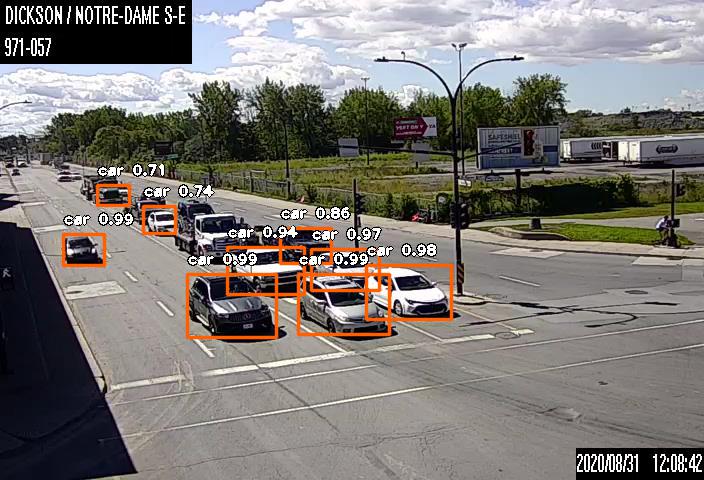 DICKSON / NOTRE-DAME S-E
971-057
car 0.71
car 0.74
car 0.99
car 0.86
car 0.94
car 0.97
car 0.99
car 0.99
car 0.98
2020/08/31 12:08:42